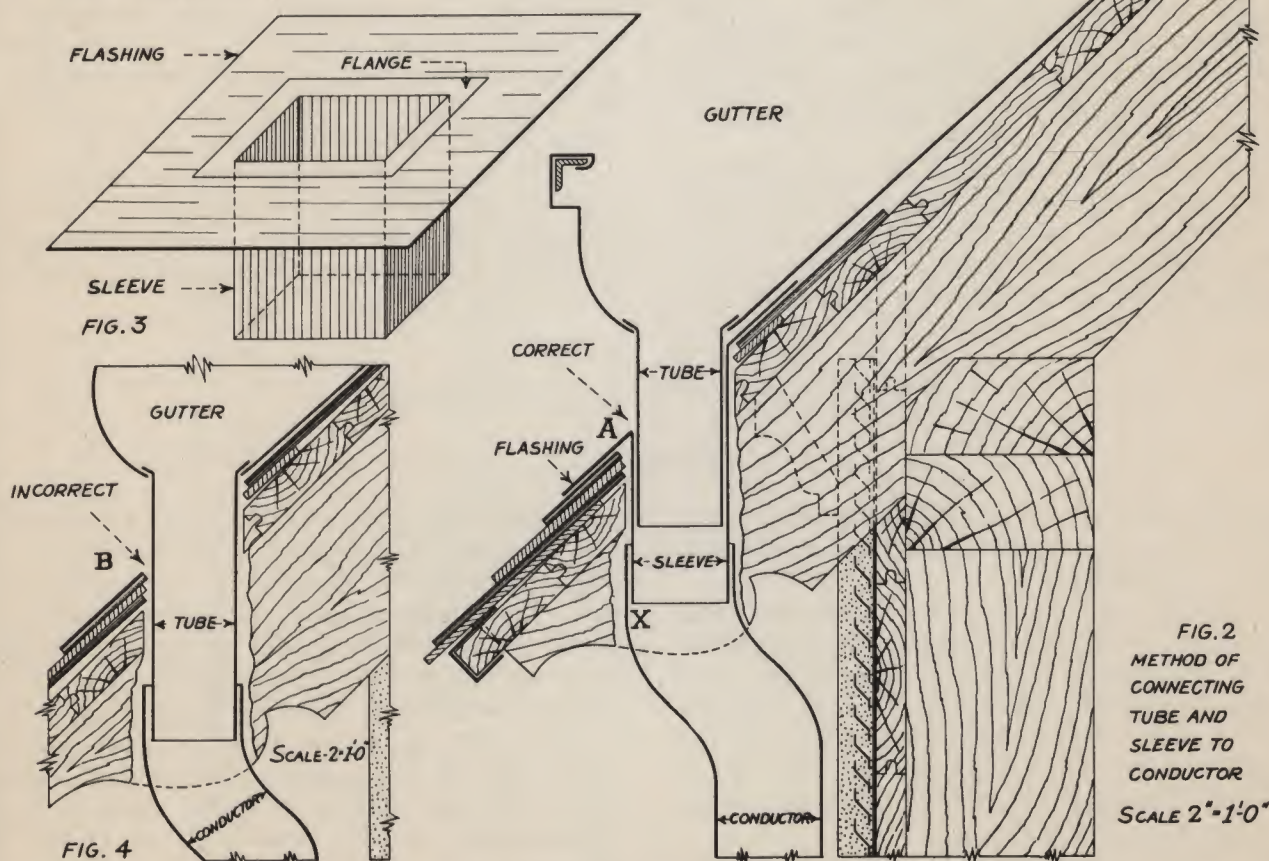 FLASHING
FLANGE
SLEEVE
FIG. 3
GUTTER
CORRECT
TUBE
A
FLASHING
SLEEVE
X
CONDUCTOR
FIG. 2
METHOD OF
CONNECTING
TUBE AND
SLEEVE TO
CONDUCTOR
SCALE 2"=1'-0"
GUTTER
INCORRECT
B
TUBE
SCALE-2"=1'-0"
CONDUCTOR
FIG. 4